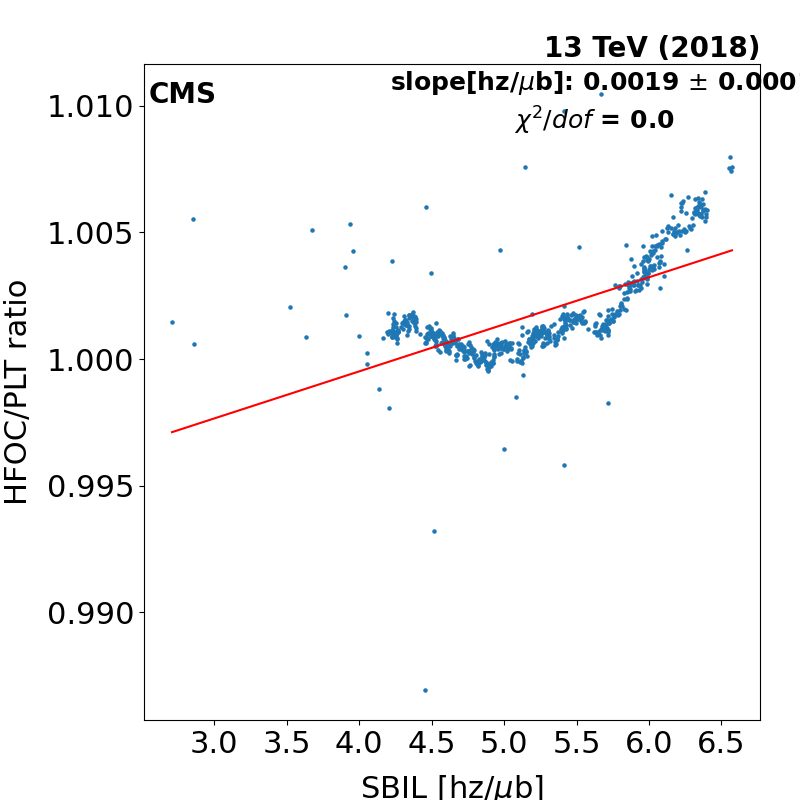 13 TeV (2018)
CMS
slope[hz/μb]: 0.0019 ± 0.000
χ²/dof = 0.0
1.010
1.005
1.000
0.995
0.990
HFOC/PLT ratio
3.0 3.5 4.0 4.5 5.0 5.5 6.0 6.5
SBIL [hz/μb]